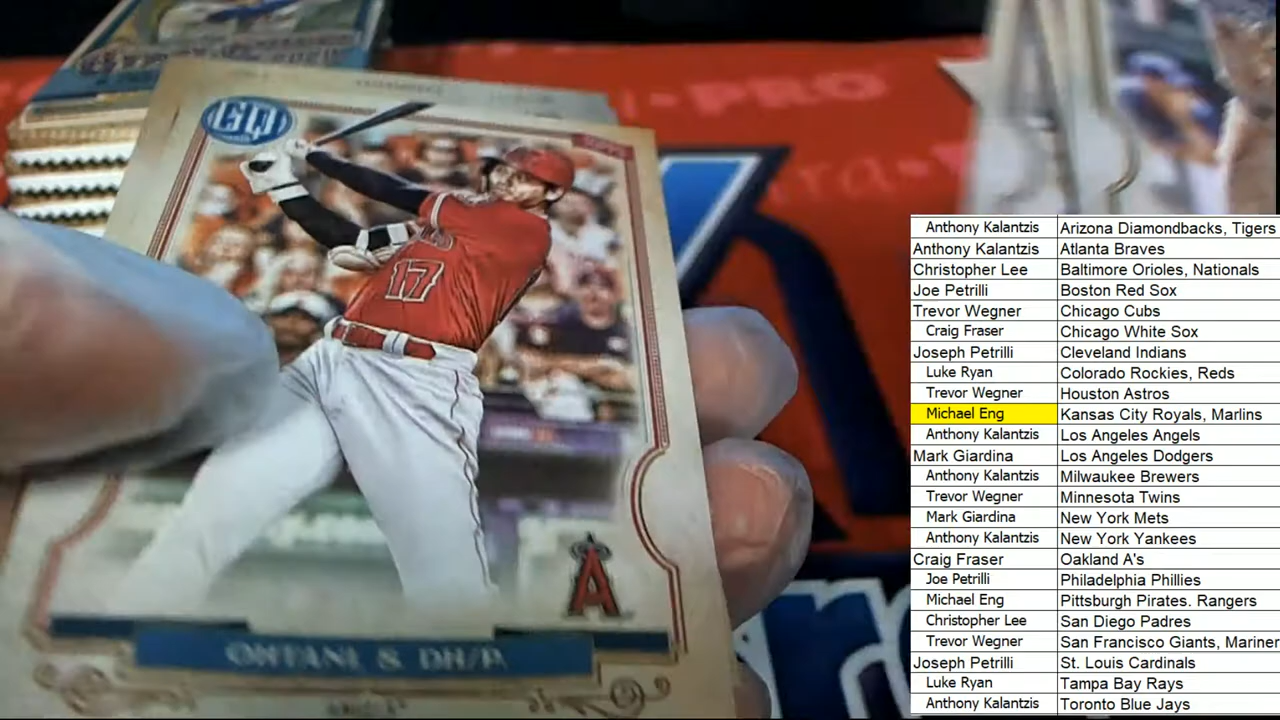 GQ
17
A
OHTANI, S. DH/P.
PRO
Anthony Kalantzis Arizona Diamondbacks, Tigers
Anthony Kalantzis Atlanta Braves
Christopher Lee Baltimore Orioles, Nationals
Joe Petrilli Boston Red Sox
Trevor Wegner Chicago Cubs
Craig Fraser Chicago White Sox
Joseph Petrilli Cleveland Indians
Luke Ryan Colorado Rockies, Reds
Trevor Wegner Houston Astros
Michael Eng Kansas City Royals, Marlins
Anthony Kalantzis Los Angeles Angels
Mark Giardina Los Angeles Dodgers
Anthony Kalantzis Milwaukee Brewers
Trevor Wegner Minnesota Twins
Mark Giardina New York Mets
Anthony Kalantzis New York Yankees
Craig Fraser Oakland A's
Joe Petrilli Philadelphia Phillies
Michael Eng Pittsburgh Pirates. Rangers
Christopher Lee San Diego Padres
Trevor Wegner San Francisco Giants, Mariner
Joseph Petrilli St. Louis Cardinals
Luke Ryan Tampa Bay Rays
Anthony Kalantzis Toronto Blue Jays